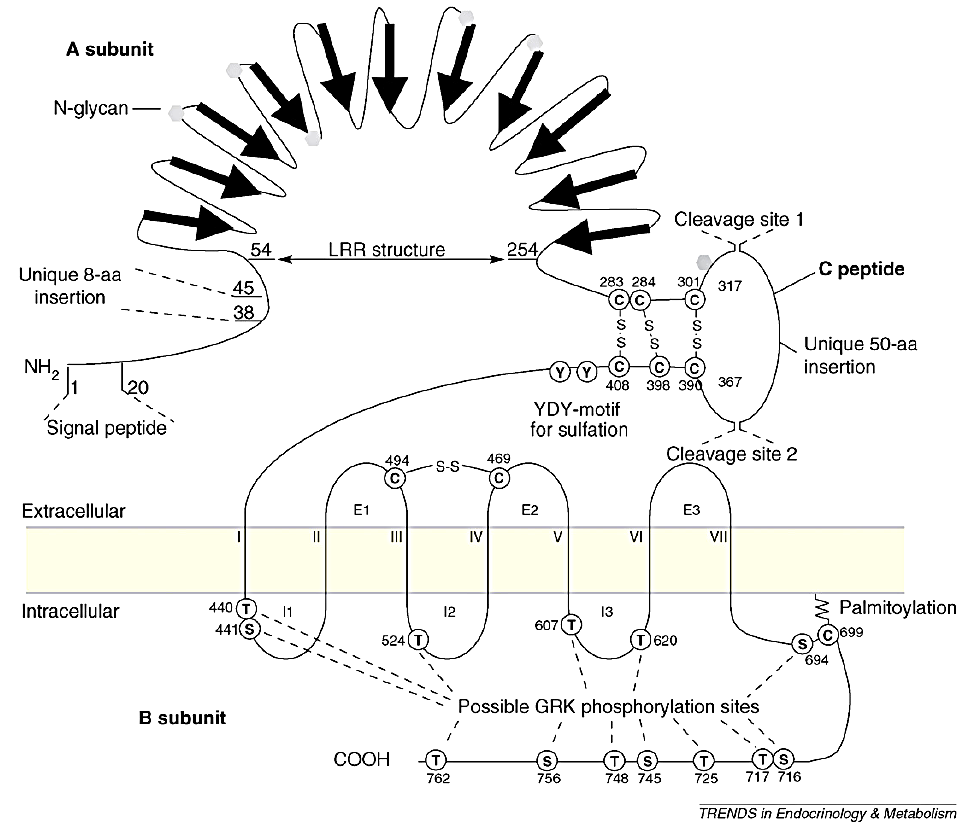 A subunit
N-glycan
54
LRR structure
254
Cleavage site 1
Unique 8-aa
insertion
45
38
283 284 301 317
C C C
C peptide
S S S
S S S
Unique 50-aa
insertion
NH2
1 20
Signal peptide
Y Y C C C
408 398 390 367
YDY-motif
for sulfation
Cleavage site 2
494 S-S 469
C C
Extracellular
E1 E2 E3
I II III IV V VI VII
Intracellular
I1 I2 I3
Palmitoylation
440 T
441 S
524 T
607 T
T 620
S 694
C 699
Possible GRK phosphorylation sites
B subunit
COOH
T S T S T T S
762 756 748 745 725 717 716
TRENDS in Endocrinology & Metabolism